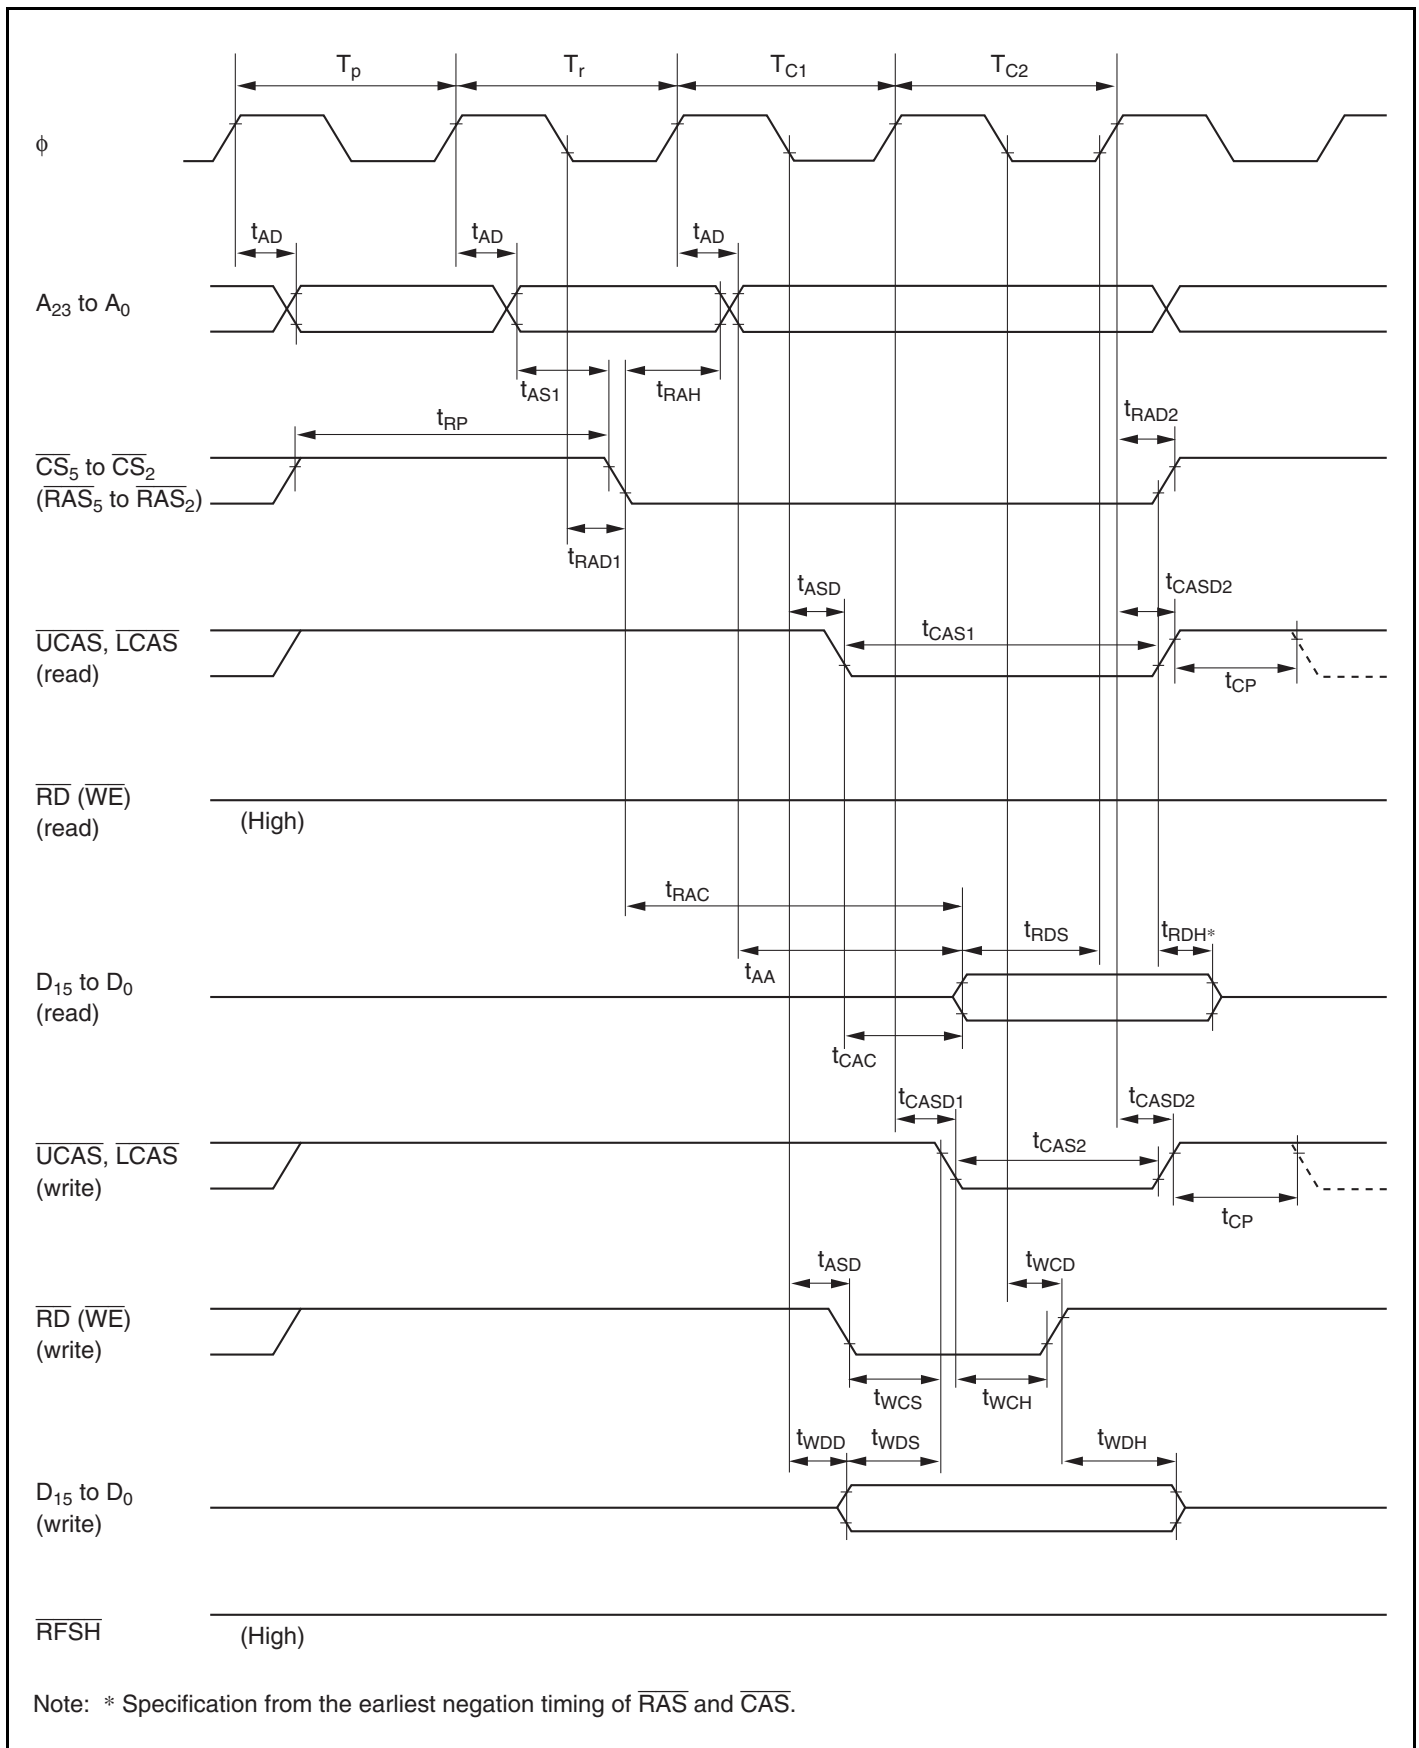 Tp Tr TC1 TC2
ϕ
tAD tAD tAD
A23 to A0
tAS1 tRAH
tRP tRAD2
CS5 to CS2
(RAS5 to RAS2)
tRAD1
tASD tCASD2
UCAS, LCAS
(read)
tCAS1
tCP
RD (WE)
(read)
(High)
tRAC
tRDS tRDH*
tAA
D15 to D0
(read)
tCAC
tCASD1 tCASD2
UCAS, LCAS
(write)
tCAS2
tCP
tASD tWCD
RD (WE)
(write)
tWCS tWCH
tWDD tWDS tWDH
D15 to D0
(write)
RFSH
(High)
Note: * Specification from the earliest negation timing of RAS and CAS.